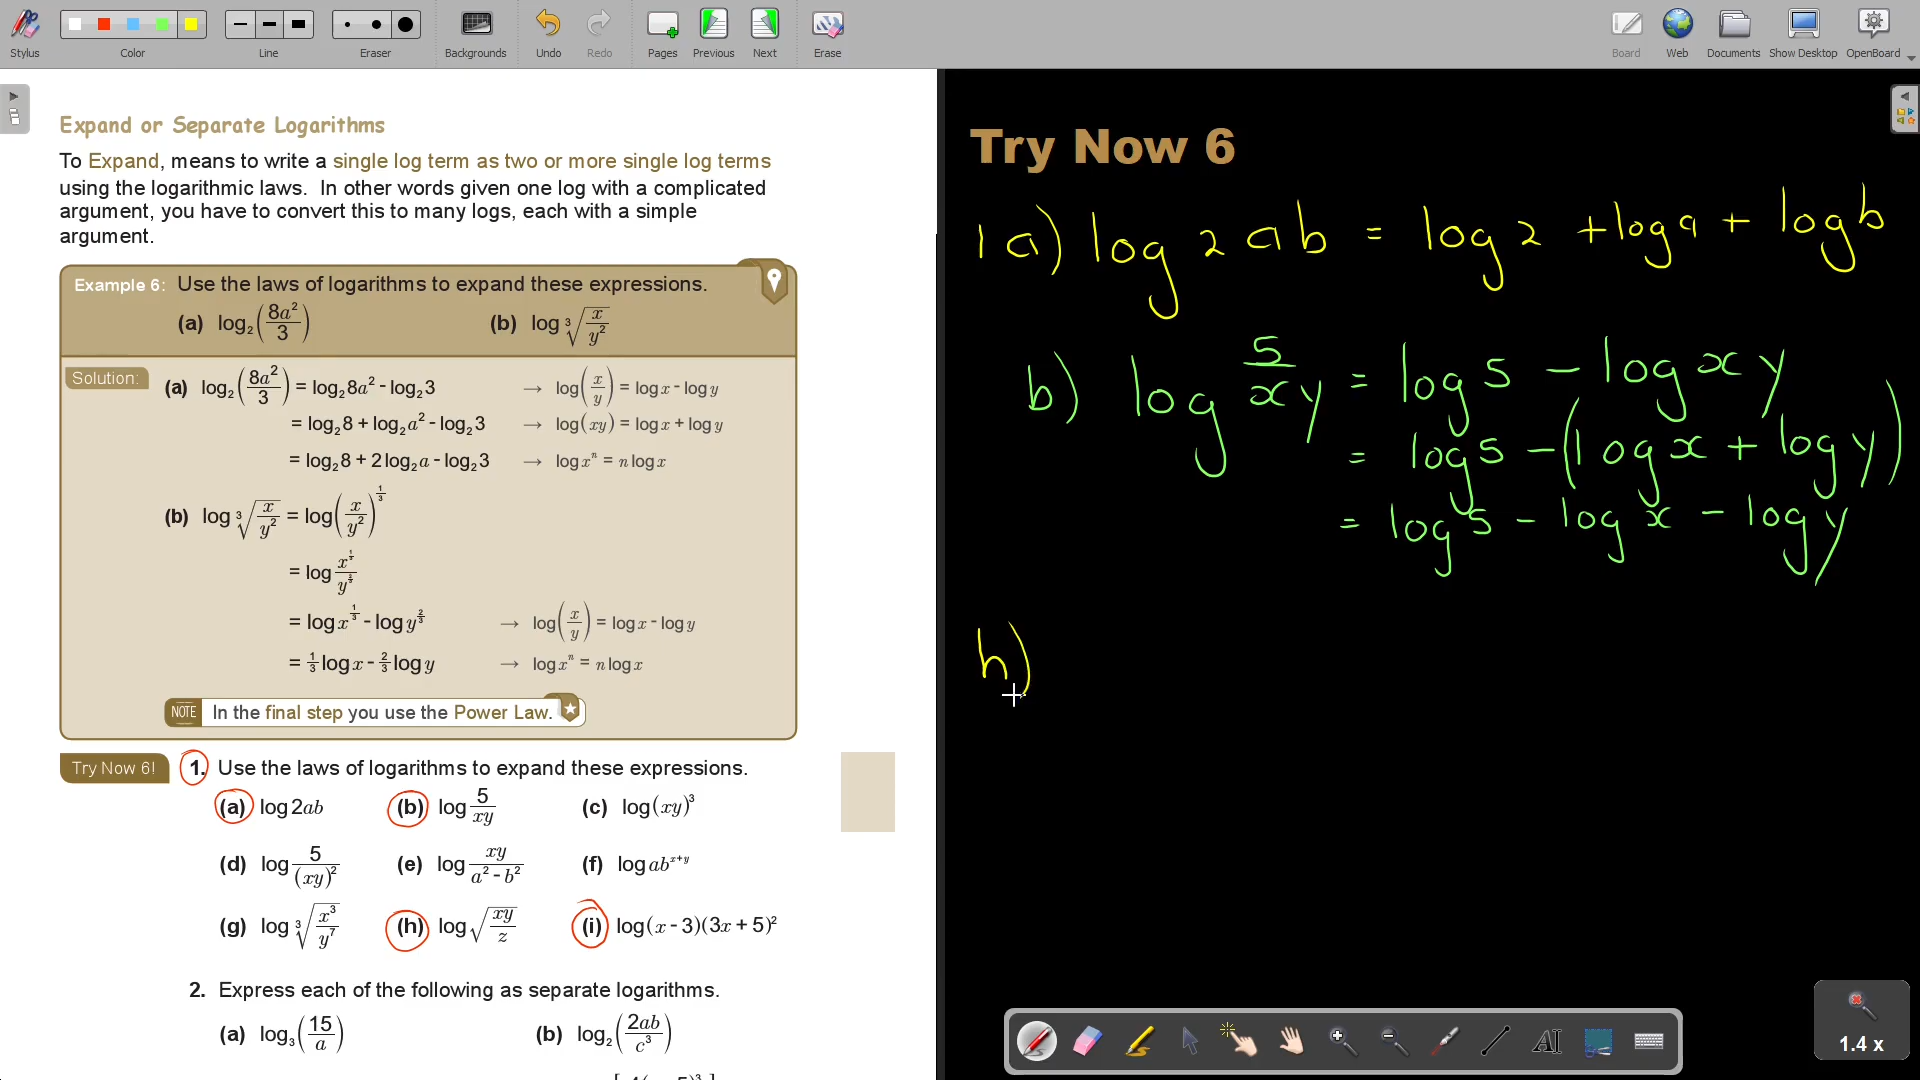 Stylus Color Line Eraser Backgrounds Undo Redo Pages Previous Next Erase Board Web Documents Show Desktop OpenBoard
Expand or Separate Logarithms
To Expand, means to write a single log term as two or more single log terms
using the logarithmic laws. In other words given one log with a complicated
argument, you have to convert this to many logs, each with a simple
argument.
Example 6: Use the laws of logarithms to expand these expressions.
(a) log₂(8a²/3) (b) log ∛(x/y²)
Solution: (a) log₂(8a²/3) = log₂8a² - log₂3 → log(x/y) = log x - log y
= log₂8 + log₂a² - log₂3 → log(xy) = log x + log y
= log₂8 + 2log₂a - log₂3 → log xⁿ = n log x
(b) log ∛(x/y²) = log(x/y²)^(1/3)
= log x^(1/3)/y^(2/3)
= log x^(1/3) - log y^(2/3) → log(x/y) = log x - log y
= 1/3 log x - 2/3 log y → log xⁿ = n log x
NOTE In the final step you use the Power Law.
Try Now 6! 1. Use the laws of logarithms to expand these expressions.
(a) log 2ab (b) log 5/xy (c) log(xy)³
(d) log 5/(xy)² (e) log xy/(a² - b²) (f) log ab^(x+y)
(g) log ∛(x³/y⁷) (h) log √(xy/z) (i) log(x - 3)(3x + 5)²
2. Express each of the following as separate logarithms.
(a) log₃(15/a) (b) log₂(2ab/c³)
Try Now 6
1a) log 2ab = log 2 + log a + log b
b) log 5/xy = log 5 - log xy
= log 5 - (log x + log y)
= log 5 - log x - log y
h)
1.4 x